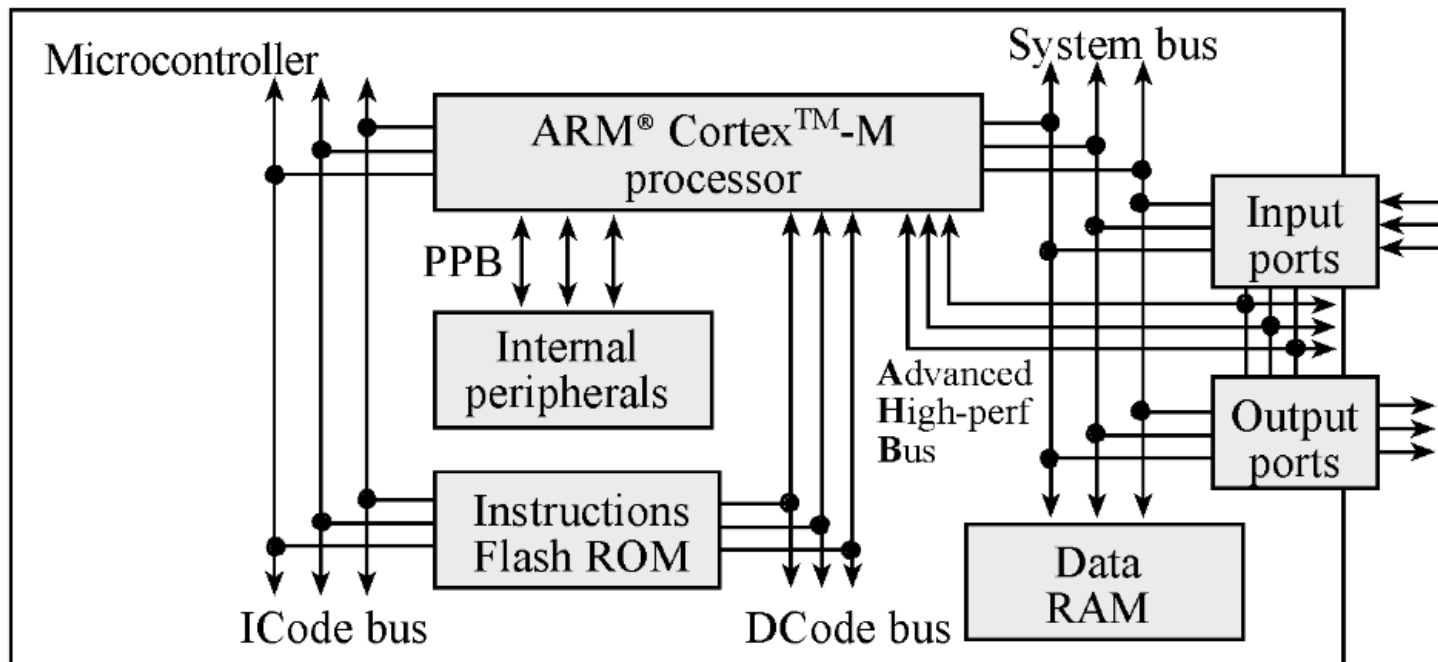 Microcontroller
System bus
ARM® Cortex™-M
processor
Input
ports
PPB
Internal
peripherals
Advanced
High-perf
Bus
Output
ports
Instructions
Flash ROM
Data
RAM
ICode bus
DCode bus